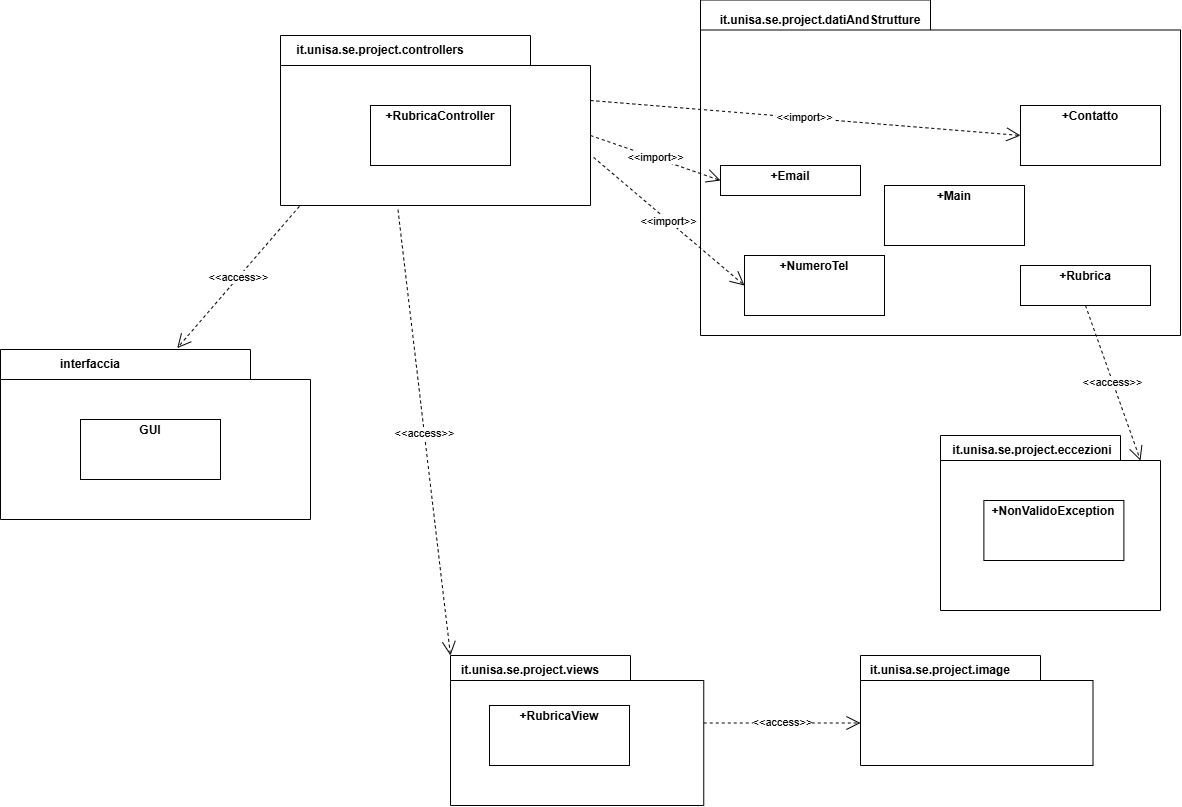 it.unisa.se.project.datiAndStrutture
it.unisa.se.project.controllers
+RubricaController
<<import>>
+Contatto
<<import>>
+Email
+Main
<<import>>
+NumeroTel
+Rubrica
<<access>>
interfaccia
GUI
<<access>>
<<access>>
it.unisa.se.project.eccezioni
+NonValidoException
it.unisa.se.project.views
+RubricaView
<<access>>
it.unisa.se.project.image